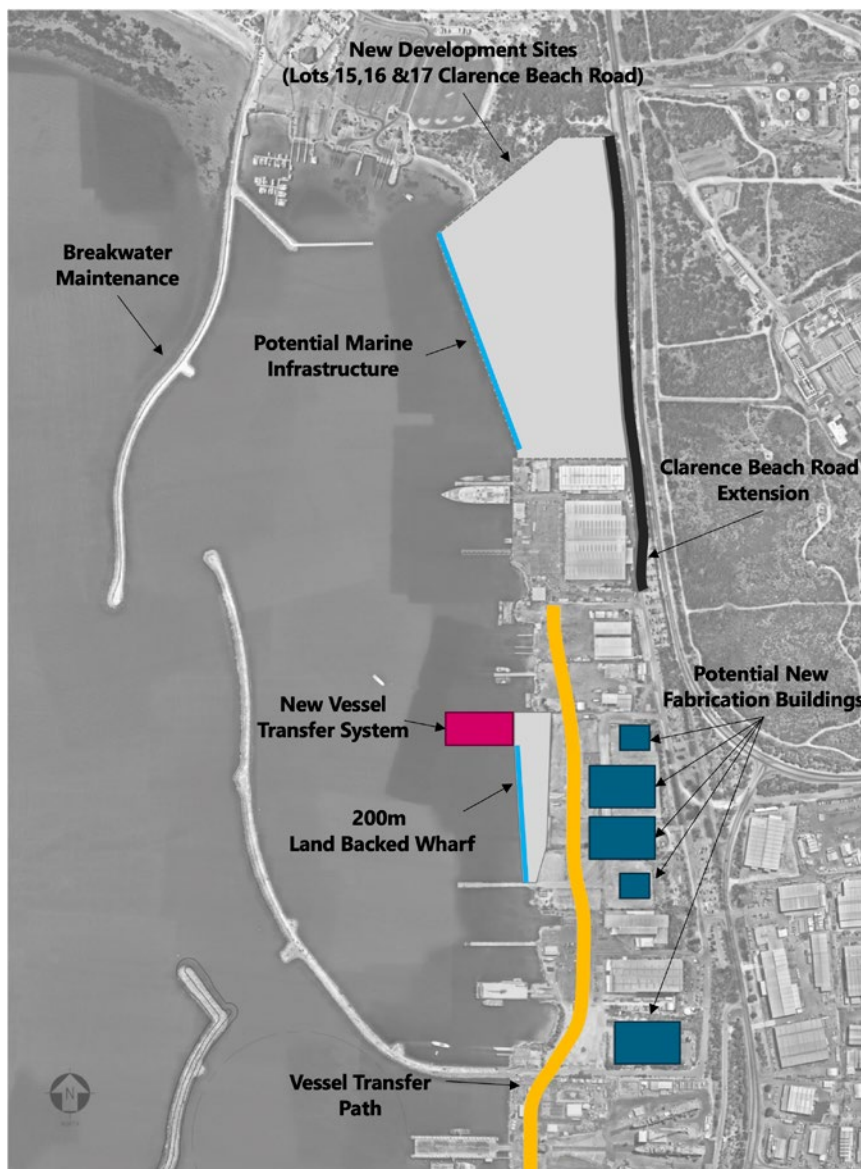 New Development Sites
(Lots 15,16 &17 Clarence Beach Road)
Breakwater
Maintenance
Potential Marine
Infrastructure
Clarence Beach Road
Extension
Potential New
Fabrication Buildings
New Vessel
Transfer System
200m
Land Backed Wharf
Vessel Transfer
Path
N